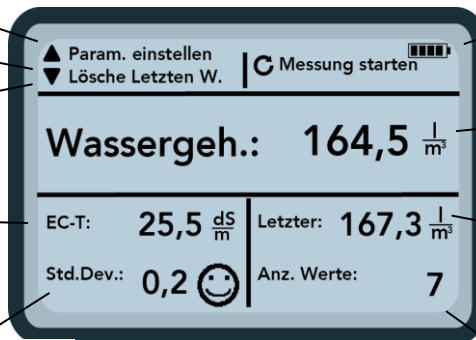 ▲ Param. einstellen
▼ Lösche Letzten W.
Messung starten
Wassergeh.: 164,5 l/m³
EC-T: 25,5 dS/m
Std.Dev.: 0,2
Letzter: 167,3 l/m³
Anz. Werte: 7